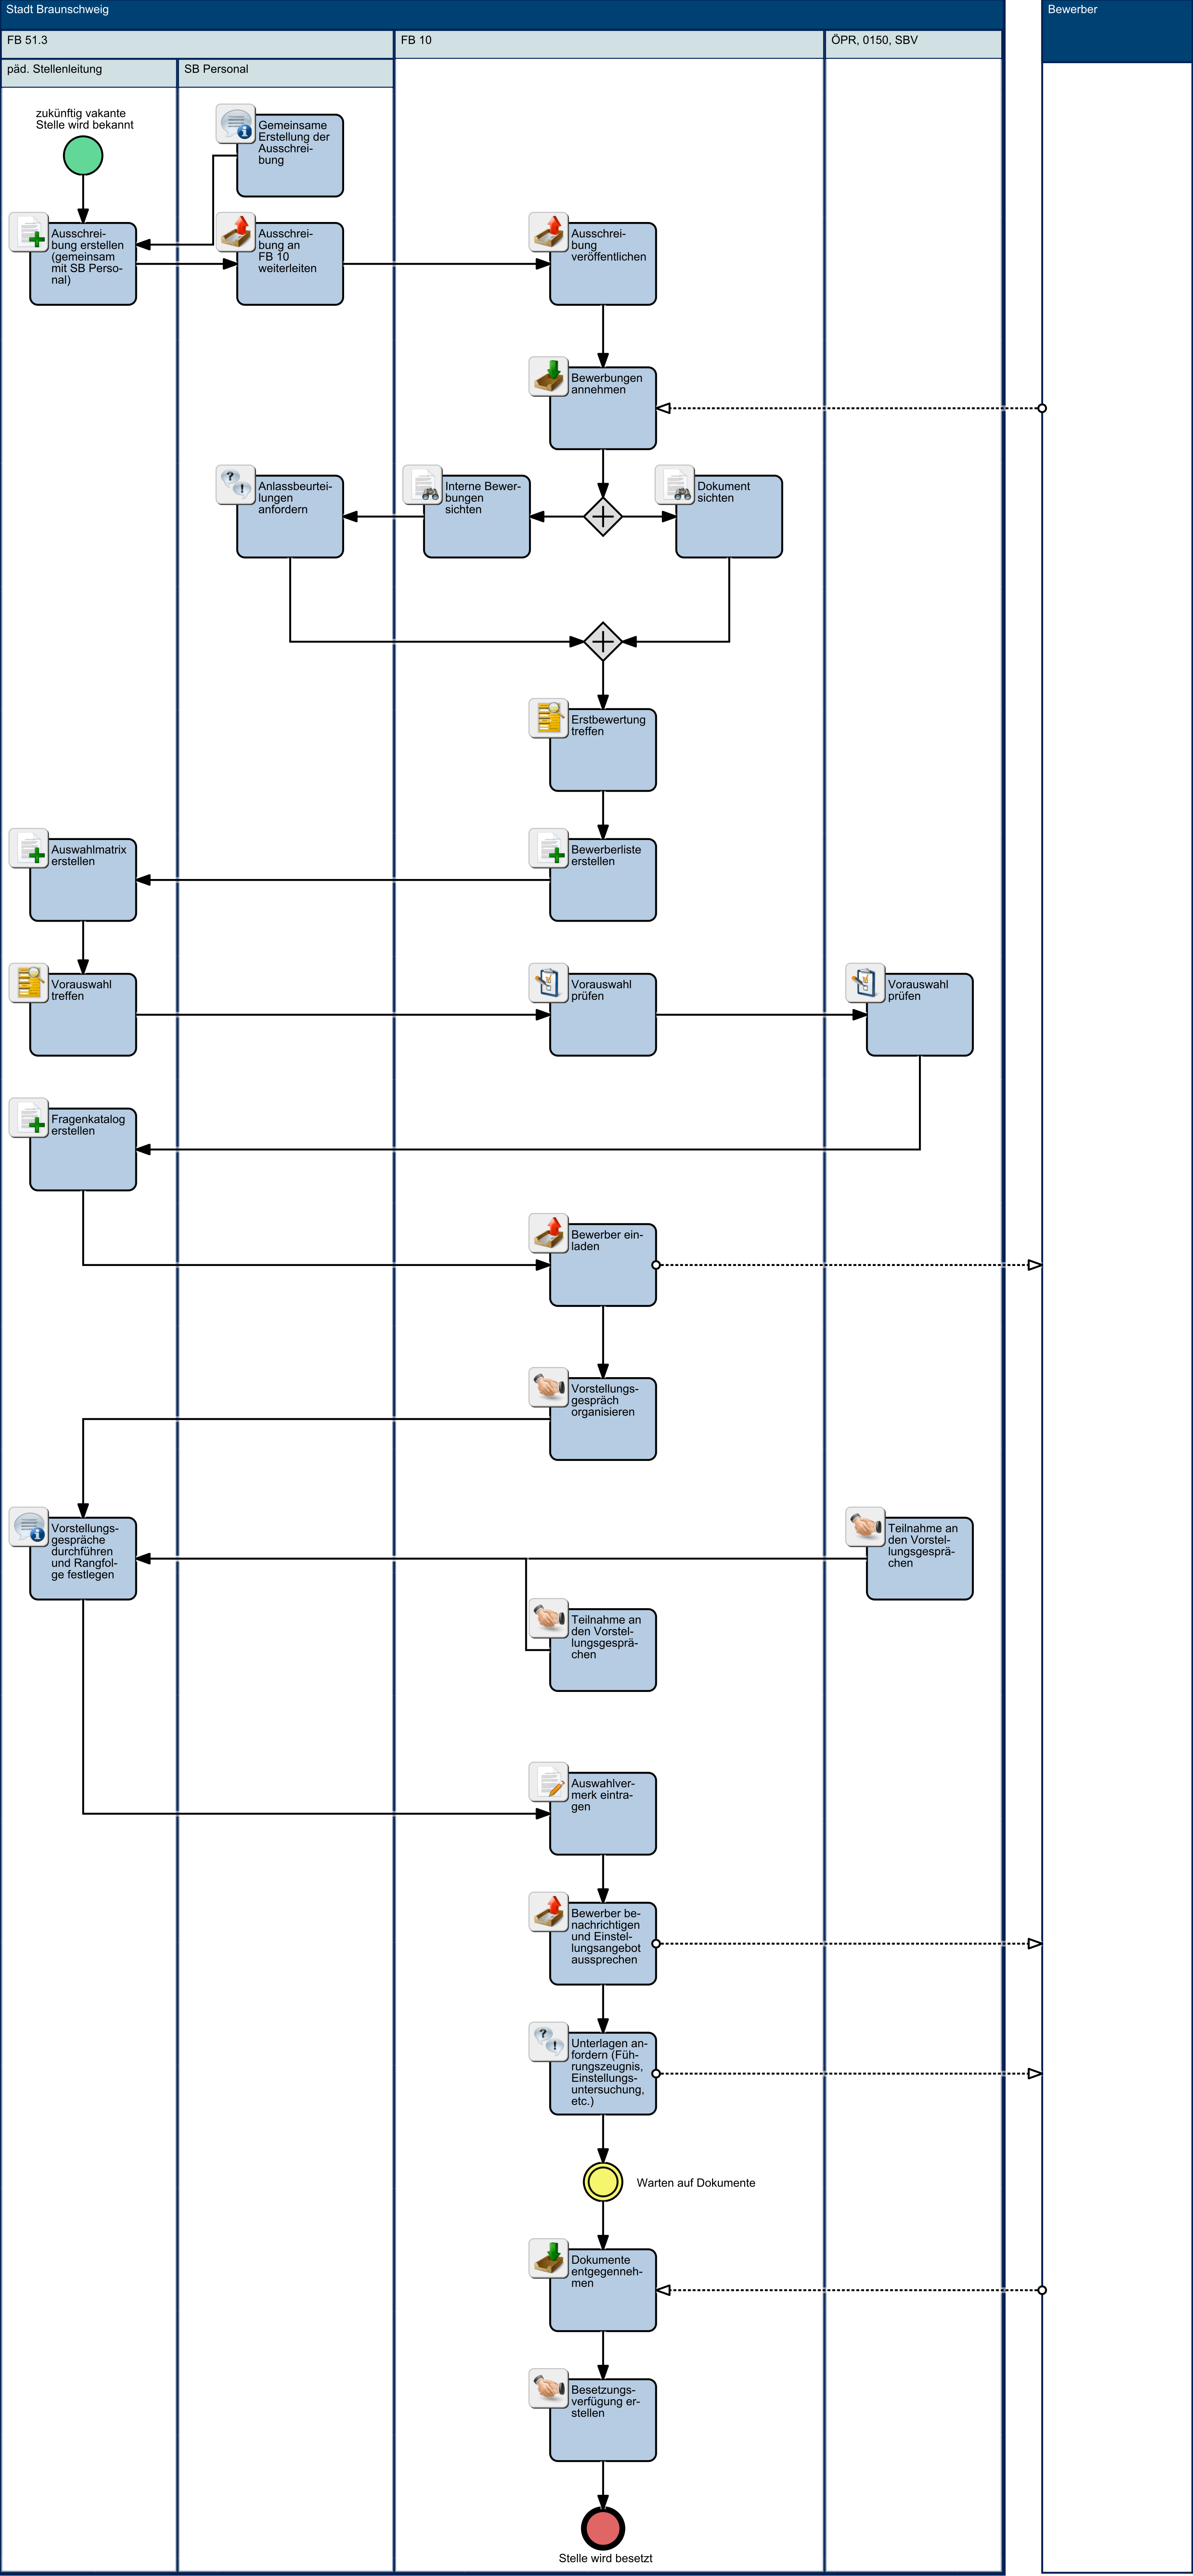 Stadt Braunschweig
Bewerber
FB 51.3
FB 10
ÖPR, 0150, SBV
päd. Stellenleitung
SB Personal
zukünftig vakante
Stelle wird bekannt
Gemeinsame
Erstellung der
Ausschrei-
bung
Ausschrei-
bung erstellen
(gemeinsam
mit SB Perso-
nal)
Ausschrei-
bung an
FB 10
weiterleiten
Ausschrei-
bung
veröffentlichen
Bewerbungen
annehmen
Anlassbeurtei-
lungen
anfordern
Interne Bewer-
bungen
sichten
Dokument
sichten
Erstbewertung
treffen
Auswahlmatrix
erstellen
Bewerberliste
erstellen
Vorauswahl
treffen
Vorauswahl
prüfen
Vorauswahl
prüfen
Fragenkatalog
erstellen
Bewerber ein-
laden
Vorstellungs-
gespräch
organisieren
Vorstellungs-
gespräche
durchführen
und Rangfol-
ge festlegen
Teilnahme an
den Vorstel-
lungsgesprä-
chen
Teilnahme an
den Vorstel-
lungsgesprä-
chen
Auswahlver-
merk eintra-
gen
Bewerber be-
nachrichtigen
und Einstel-
lungsangebot
aussprechen
Unterlagen an-
fordern (Füh-
rungszeugnis,
Einstellungs-
untersuchung,
etc.)
Warten auf Dokumente
Dokumente
entgegenneh-
men
Besetzungs-
verfügung er-
stellen
Stelle wird besetzt